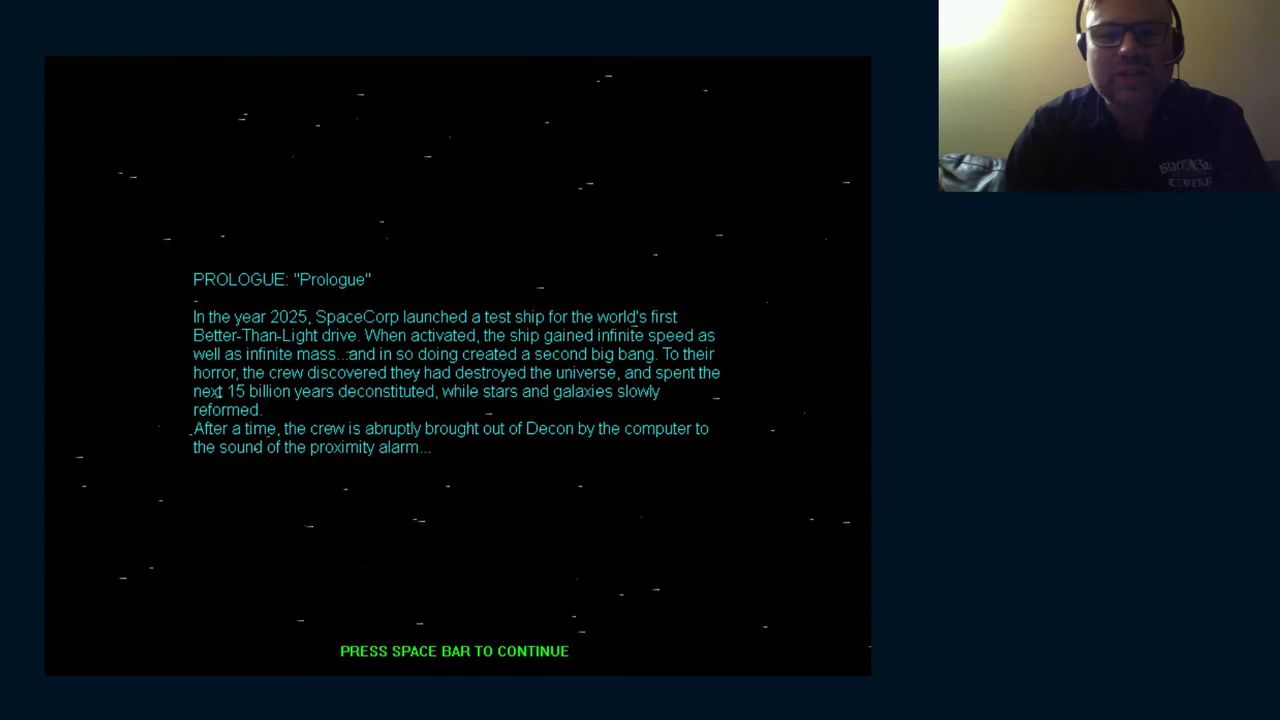 PROLOGUE: "Prologue"
In the year 2025, SpaceCorp launched a test ship for the world's first
Better-Than-Light drive. When activated, the ship gained infinite speed as
well as infinite mass...and in so doing created a second big bang. To their
horror, the crew discovered they had destroyed the universe, and spent the
next 15 billion years deconstituted, while stars and galaxies slowly
reformed.
After a time, the crew is abruptly brought out of Decon by the computer to
the sound of the proximity alarm...
PRESS SPACE BAR TO CONTINUE